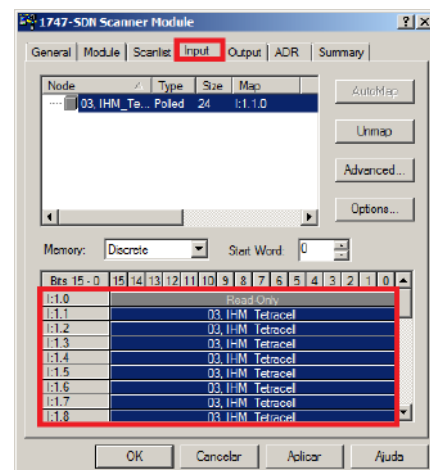 1747-SDN Scanner Module
General Module Scanlist Input Output ADR Summary
Node Type Size Map
03, IHM_Te... Polled 24 I:1.1.0
AutoMap
Unmap
Advanced...
Options...
Memory: Discrete Start Word: 0
Bits 15 - 0 15 14 13 12 11 10 9 8 7 6 5 4 3 2 1 0
I:1.0 Read-Only
I:1.1 03, IHM_Tetracel
I:1.2 03, IHM_Tetracel
I:1.3 03, IHM_Tetracel
I:1.4 03, IHM_Tetracel
I:1.5 03, IHM_Tetracel
I:1.6 03, IHM_Tetracel
I:1.7 03, IHM_Tetracel
I:1.8 03, IHM_Tetracel
OK Cancelar Aplicar Ajuda